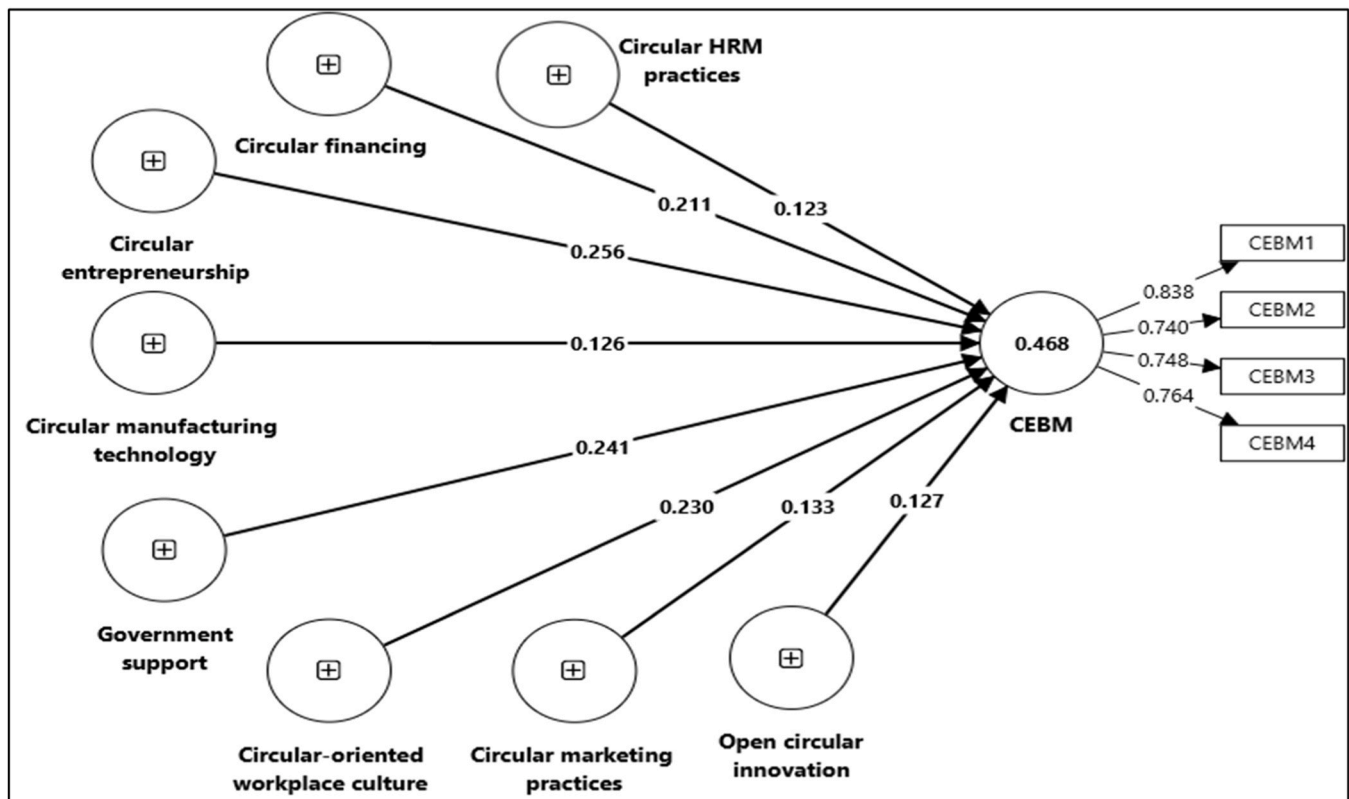 Circular HRM
practices
Circular financing
Circular
entrepreneurship
Circular manufacturing
technology
Government
support
Circular-oriented
workplace culture
Circular marketing
practices
Open circular
innovation
0.211
0.123
0.256
0.126
0.241
0.230
0.133
0.127
0.468
CEBM
0.838
0.740
0.748
0.764
CEBM1
CEBM2
CEBM3
CEBM4